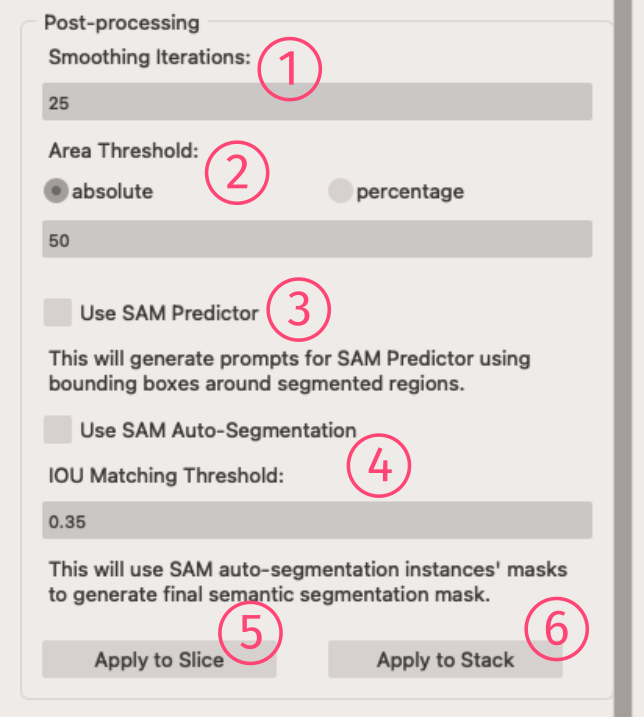 Post-processing
Smoothing Iterations: 1
25
Area Threshold: 2
absolute percentage
50
Use SAM Predictor 3
This will generate prompts for SAM Predictor using
bounding boxes around segmented regions.
Use SAM Auto-Segmentation
4
IOU Matching Threshold:
0.35
This will use SAM auto-segmentation instances' masks
to generate final semantic segmentation mask.
5 6
Apply to Slice Apply to Stack